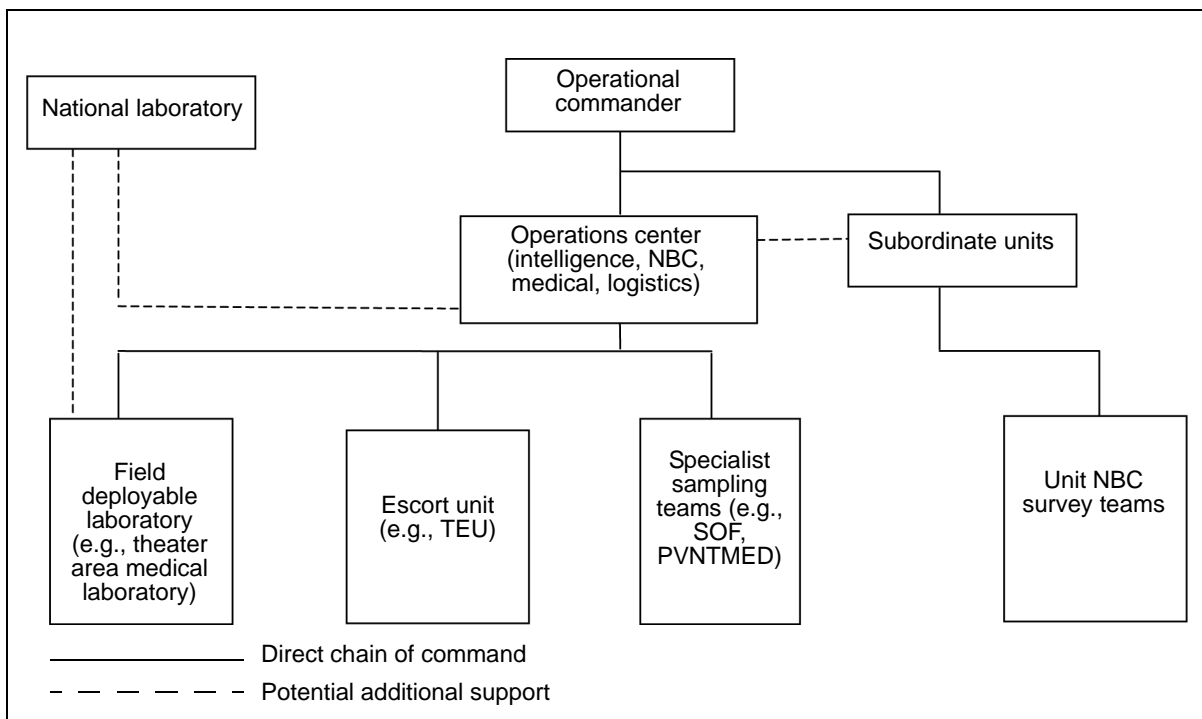 National laboratory
Operational
commander
Operations center
(intelligence, NBC,
medical, logistics)
Subordinate units
Field
deployable
laboratory
(e.g., theater
area medical
laboratory)
Escort unit
(e.g., TEU)
Specialist
sampling
teams (e.g.,
SOF,
PVNTMED)
Unit NBC
survey teams
Direct chain of command
Potential additional support